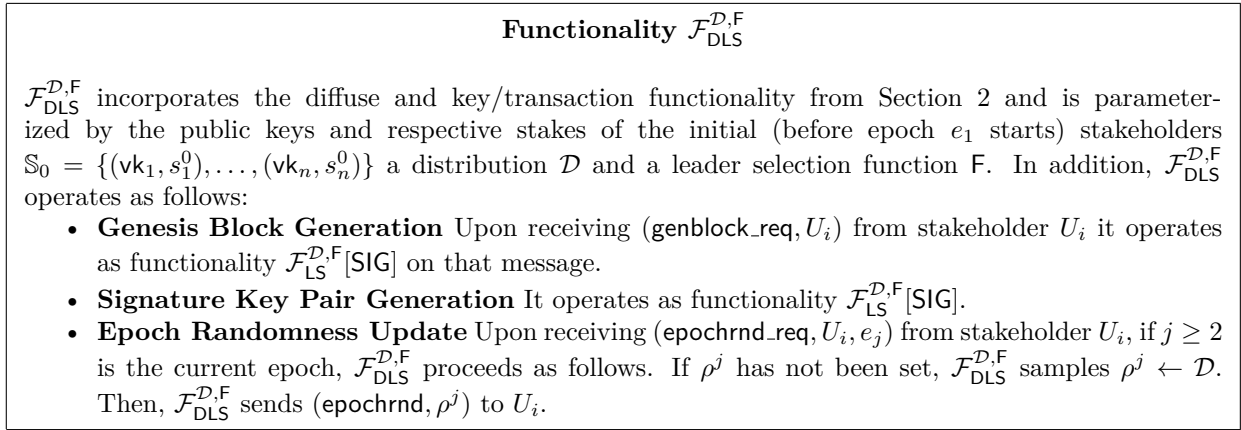 Functionality $\mathcal{F}_{\mathsf{DLS}}^{\mathcal{D},\mathsf{F}}$
$\mathcal{F}_{\mathsf{DLS}}^{\mathcal{D},\mathsf{F}}$ incorporates the diffuse and key/transaction functionality from Section 2 and is parameter-
ized by the public keys and respective stakes of the initial (before epoch $e_1$ starts) stakeholders
$\mathbb{S}_0 = \{(\mathsf{vk}_1, s_1^0), \ldots, (\mathsf{vk}_n, s_n^0)\}$ a distribution $\mathcal{D}$ and a leader selection function $\mathsf{F}$. In addition, $\mathcal{F}_{\mathsf{DLS}}^{\mathcal{D},\mathsf{F}}$
operates as follows:
• Genesis Block Generation Upon receiving (genblock_req, $U_i$) from stakeholder $U_i$ it operates
as functionality $\mathcal{F}_{\mathsf{LS}}^{\mathcal{D},\mathsf{F}}[\mathsf{SIG}]$ on that message.
• Signature Key Pair Generation It operates as functionality $\mathcal{F}_{\mathsf{LS}}^{\mathcal{D},\mathsf{F}}[\mathsf{SIG}]$.
• Epoch Randomness Update Upon receiving (epochrnd_req, $U_i, e_j$) from stakeholder $U_i$, if $j \geq 2$
is the current epoch, $\mathcal{F}_{\mathsf{DLS}}^{\mathcal{D},\mathsf{F}}$ proceeds as follows. If $\rho^j$ has not been set, $\mathcal{F}_{\mathsf{DLS}}^{\mathcal{D},\mathsf{F}}$ samples $\rho^j \leftarrow \mathcal{D}$.
Then, $\mathcal{F}_{\mathsf{DLS}}^{\mathcal{D},\mathsf{F}}$ sends (epochrnd, $\rho^j$) to $U_i$.